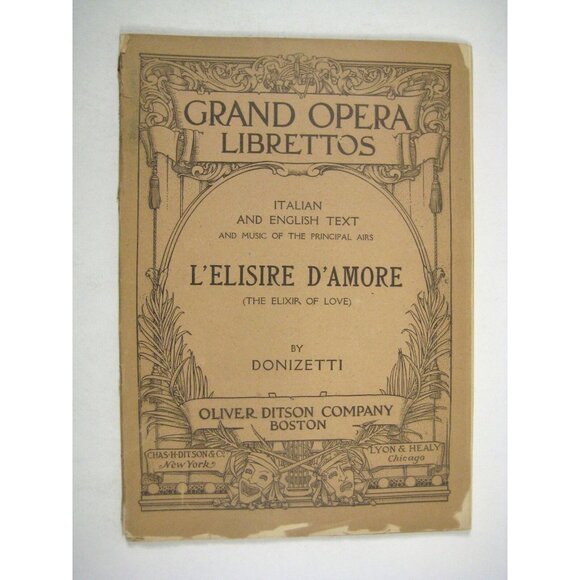 GRAND OPERA
LIBRETTOS
ITALIAN
AND ENGLISH TEXT
AND MUSIC OF THE PRINCIPAL AIRS
L'ELISIRE D'AMORE
(THE ELIXIR OF LOVE)
BY
DONIZETTI
OLIVER DITSON COMPANY
BOSTON
CHAS·H·DITSON & Co.
New York
LYON & HEALY
Chicago